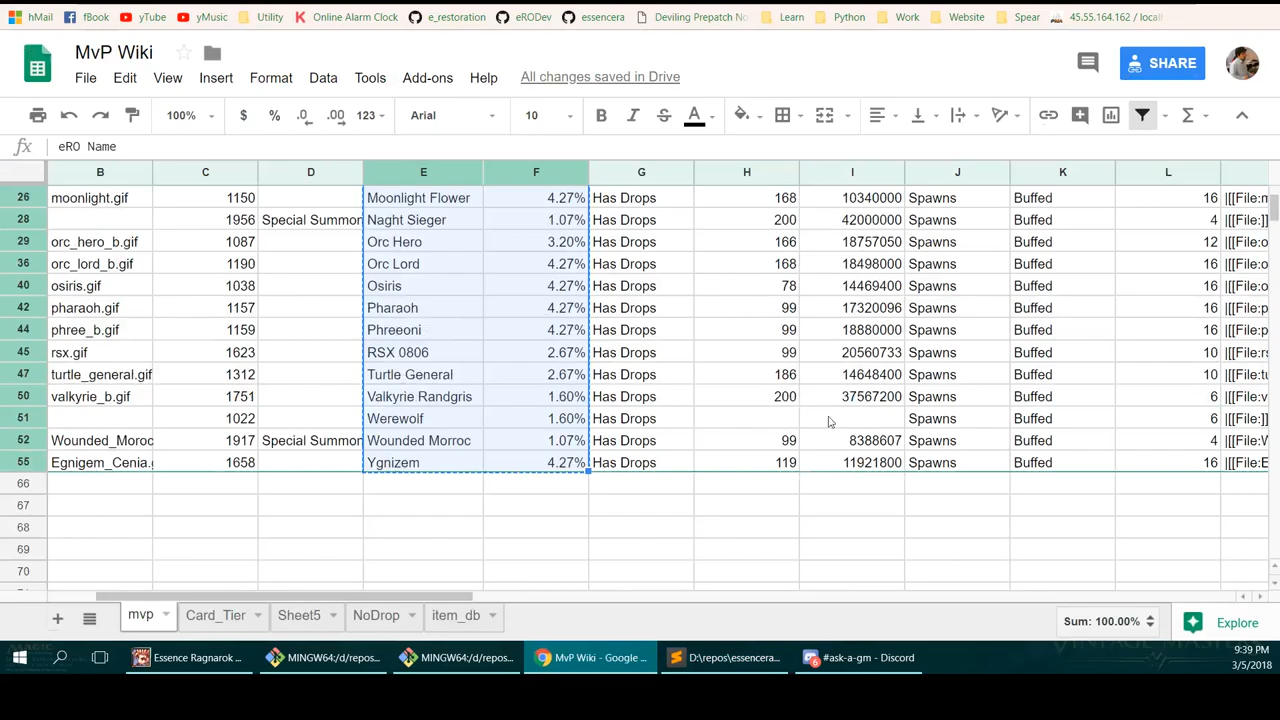 hMail fBook yTube yMusic Utility Online Alarm Clock e_restoration eRODev essencera Deviling Prepatch No Learn Python Work Website Spear 45.55.164.162 / local
MvP Wiki
File Edit View Insert Format Data Tools Add-ons Help All changes saved in Drive
SHARE
100% $ % .0 .00 123 Arial 10 B I S A
fx eRO Name
B C D E F G H I J K L
26 moonlight.gif 1150 Moonlight Flower 4.27% Has Drops 168 10340000 Spawns Buffed 16 |[[File:m
28 1956 Special Summon Naght Sieger 1.07% Has Drops 200 42000000 Spawns Buffed 4 |[[File:]]
29 orc_hero_b.gif 1087 Orc Hero 3.20% Has Drops 166 18757050 Spawns Buffed 12 |[[File:o
36 orc_lord_b.gif 1190 Orc Lord 4.27% Has Drops 168 18498000 Spawns Buffed 16 |[[File:o
40 osiris.gif 1038 Osiris 4.27% Has Drops 78 14469400 Spawns Buffed 16 |[[File:o
42 pharaoh.gif 1157 Pharaoh 4.27% Has Drops 99 17320096 Spawns Buffed 16 |[[File:p
44 phree_b.gif 1159 Phreeoni 4.27% Has Drops 99 18880000 Spawns Buffed 16 |[[File:p
45 rsx.gif 1623 RSX 0806 2.67% Has Drops 99 20560733 Spawns Buffed 10 |[[File:rs
47 turtle_general.gif 1312 Turtle General 2.67% Has Drops 186 14648400 Spawns Buffed 10 |[[File:tu
50 valkyrie_b.gif 1751 Valkyrie Randgris 1.60% Has Drops 200 37567200 Spawns Buffed 6 |[[File:v
51 1022 Werewolf 1.60% Has Drops Spawns Buffed 6 |[[File:]]
52 Wounded_Moroc 1917 Special Summon Wounded Morroc 1.07% Has Drops 99 8388607 Spawns Buffed 4 |[[File:W
55 Egnigem_Cenia.g 1658 Ygnizem 4.27% Has Drops 119 11921800 Spawns Buffed 16 |[[File:E
66
67
68
69
70
mvp Card_Tier Sheet5 NoDrop item_db Sum: 100.00% Explore
Essence Ragnarok ... MINGW64:/d/repos... MINGW64:/d/repos... MvP Wiki - Google ... D:\repos\essencera... #ask-a-gm - Discord
9:39 PM
3/5/2018